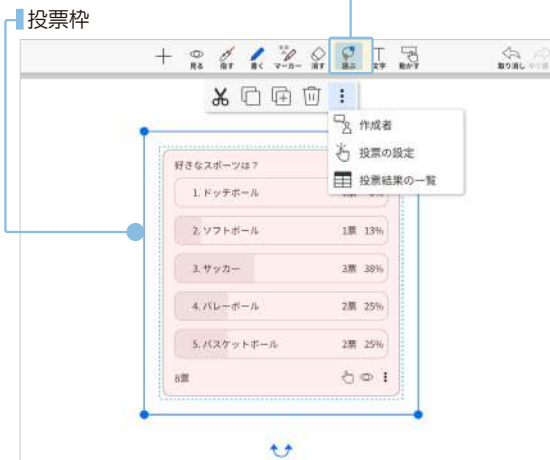 投票枠
見る 指す 書く マーカー 消す 選ぶ 文字 動かす 取り消し
作成者
投票の設定
投票結果の一覧
好きなスポーツは？
1. ドッチボール
2. ソフトボール 1票 13%
3. サッカー 3票 38%
4. バレーボール 2票 25%
5. バスケットボール 2票 25%
8票